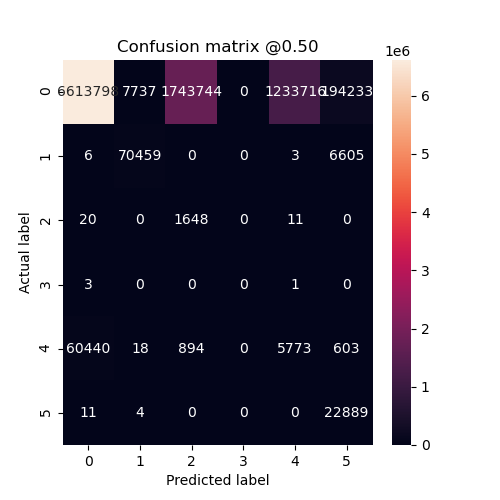 Confusion matrix @0.50
1e6
0 6613798 7737 1743744 0 1233716 194233
1 6 70459 0 0 3 6605
2 20 0 1648 0 11 0
3 3 0 0 0 1 0
4 60440 18 894 0 5773 603
5 11 4 0 0 0 22889
0 1 2 3 4 5
Predicted label
Actual label
6
5
4
3
2
1
0